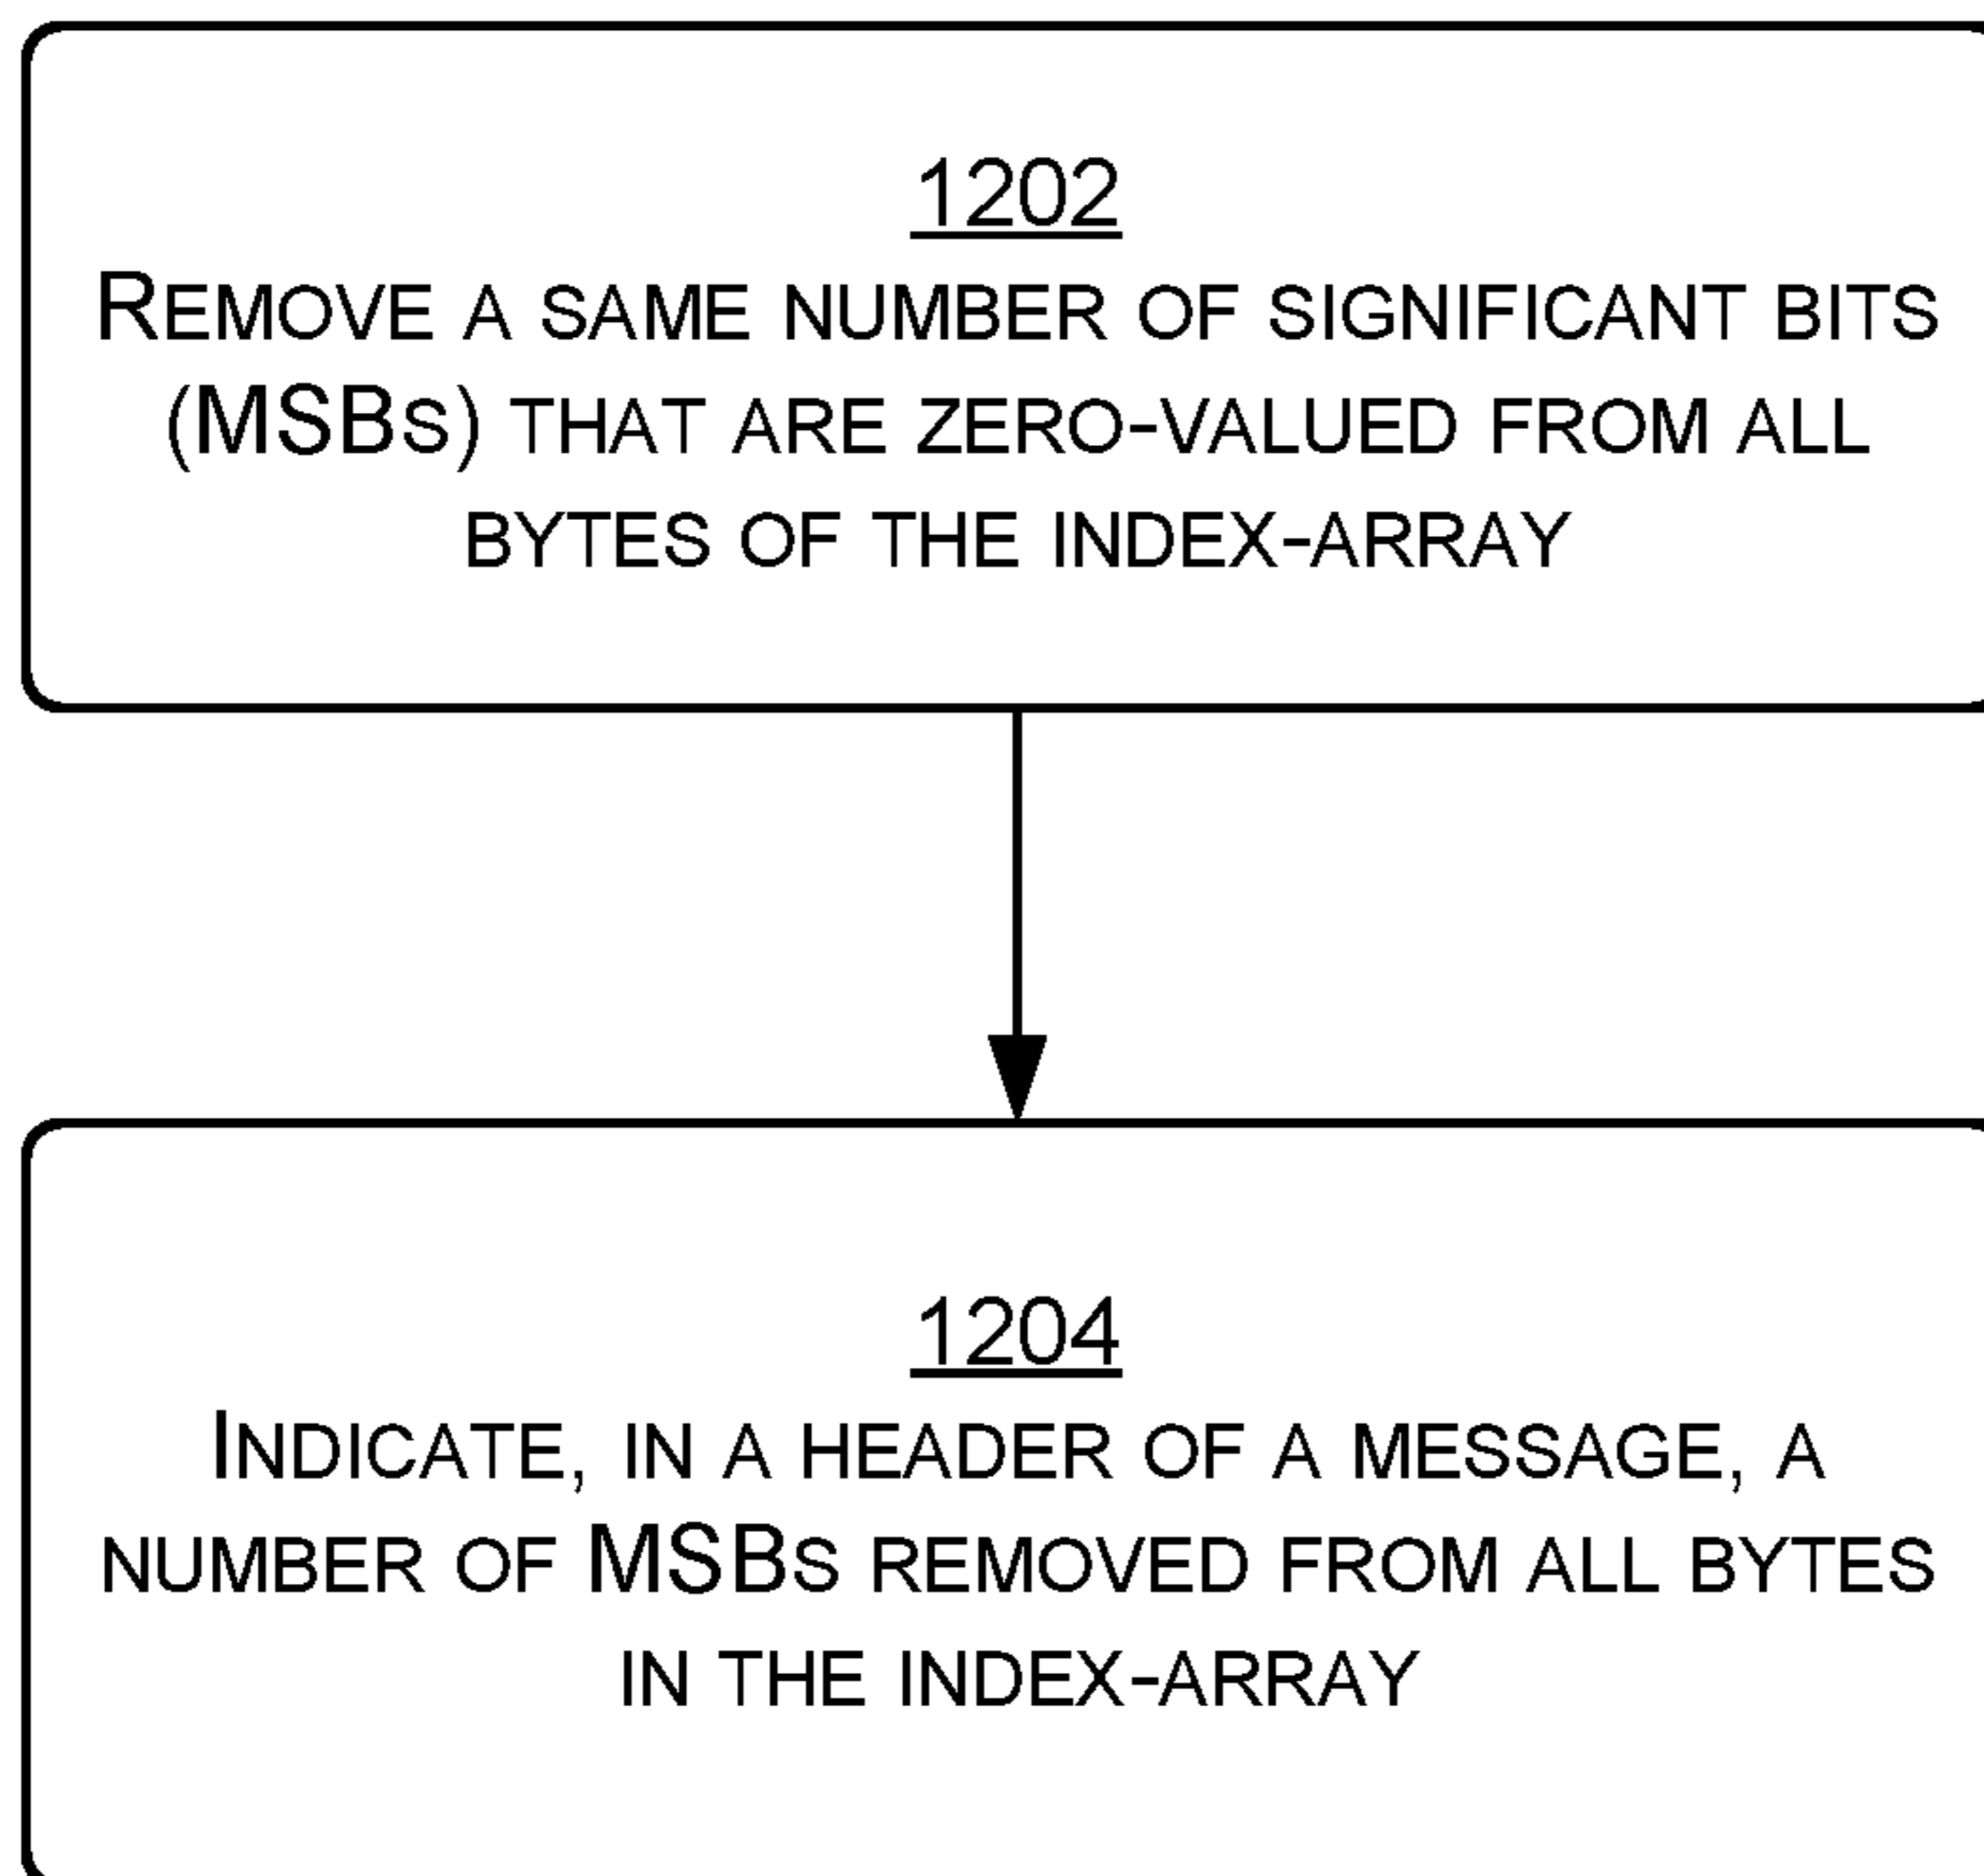 1202
REMOVE A SAME NUMBER OF SIGNIFICANT BITS
(MSBS) THAT ARE ZERO-VALUED FROM ALL
BYTES OF THE INDEX-ARRAY
1204
INDICATE, IN A HEADER OF A MESSAGE, A
NUMBER OF MSBS REMOVED FROM ALL BYTES
IN THE INDEX-ARRAY